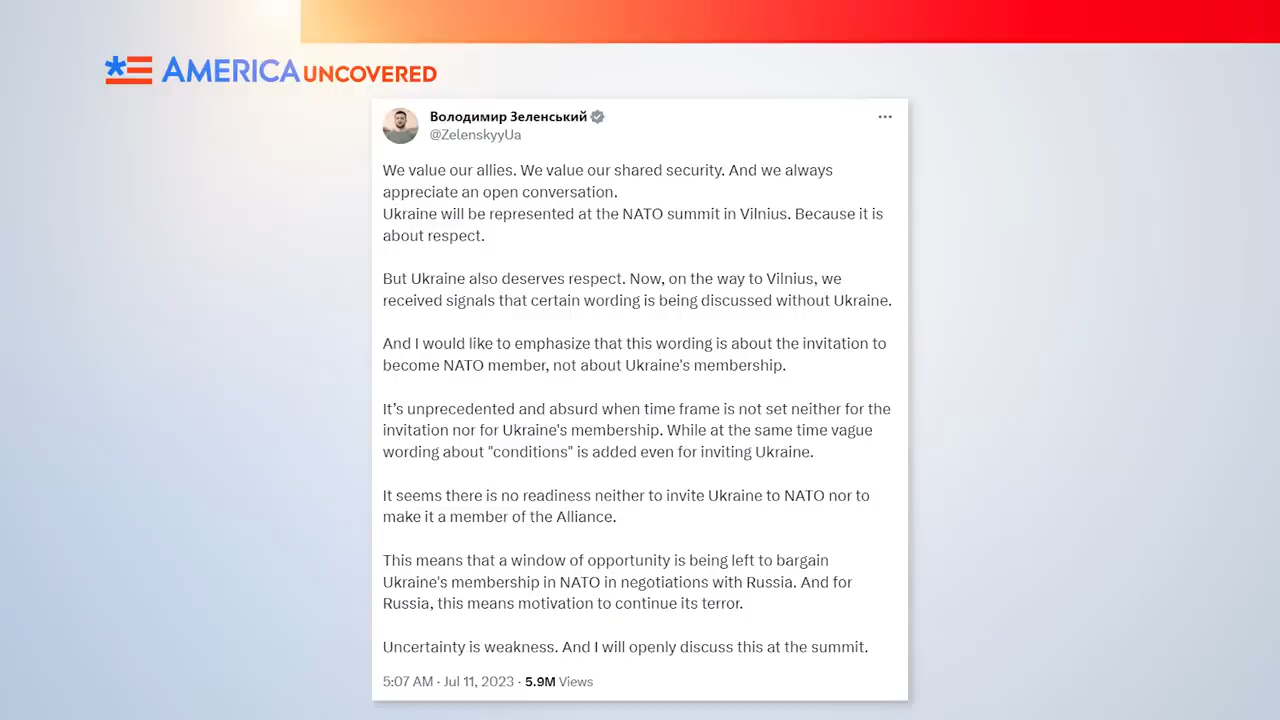 AMERICA UNCOVERED
Володимир Зеленський
@ZelenskyyUa
We value our allies. We value our shared security. And we always
appreciate an open conversation.
Ukraine will be represented at the NATO summit in Vilnius. Because it is
about respect.
But Ukraine also deserves respect. Now, on the way to Vilnius, we
received signals that certain wording is being discussed without Ukraine.
And I would like to emphasize that this wording is about the invitation to
become NATO member, not about Ukraine's membership.
It’s unprecedented and absurd when time frame is not set neither for the
invitation nor for Ukraine's membership. While at the same time vague
wording about "conditions" is added even for inviting Ukraine.
It seems there is no readiness neither to invite Ukraine to NATO nor to
make it a member of the Alliance.
This means that a window of opportunity is being left to bargain
Ukraine's membership in NATO in negotiations with Russia. And for
Russia, this means motivation to continue its terror.
Uncertainty is weakness. And I will openly discuss this at the summit.
5:07 AM · Jul 11, 2023 · 5.9M Views